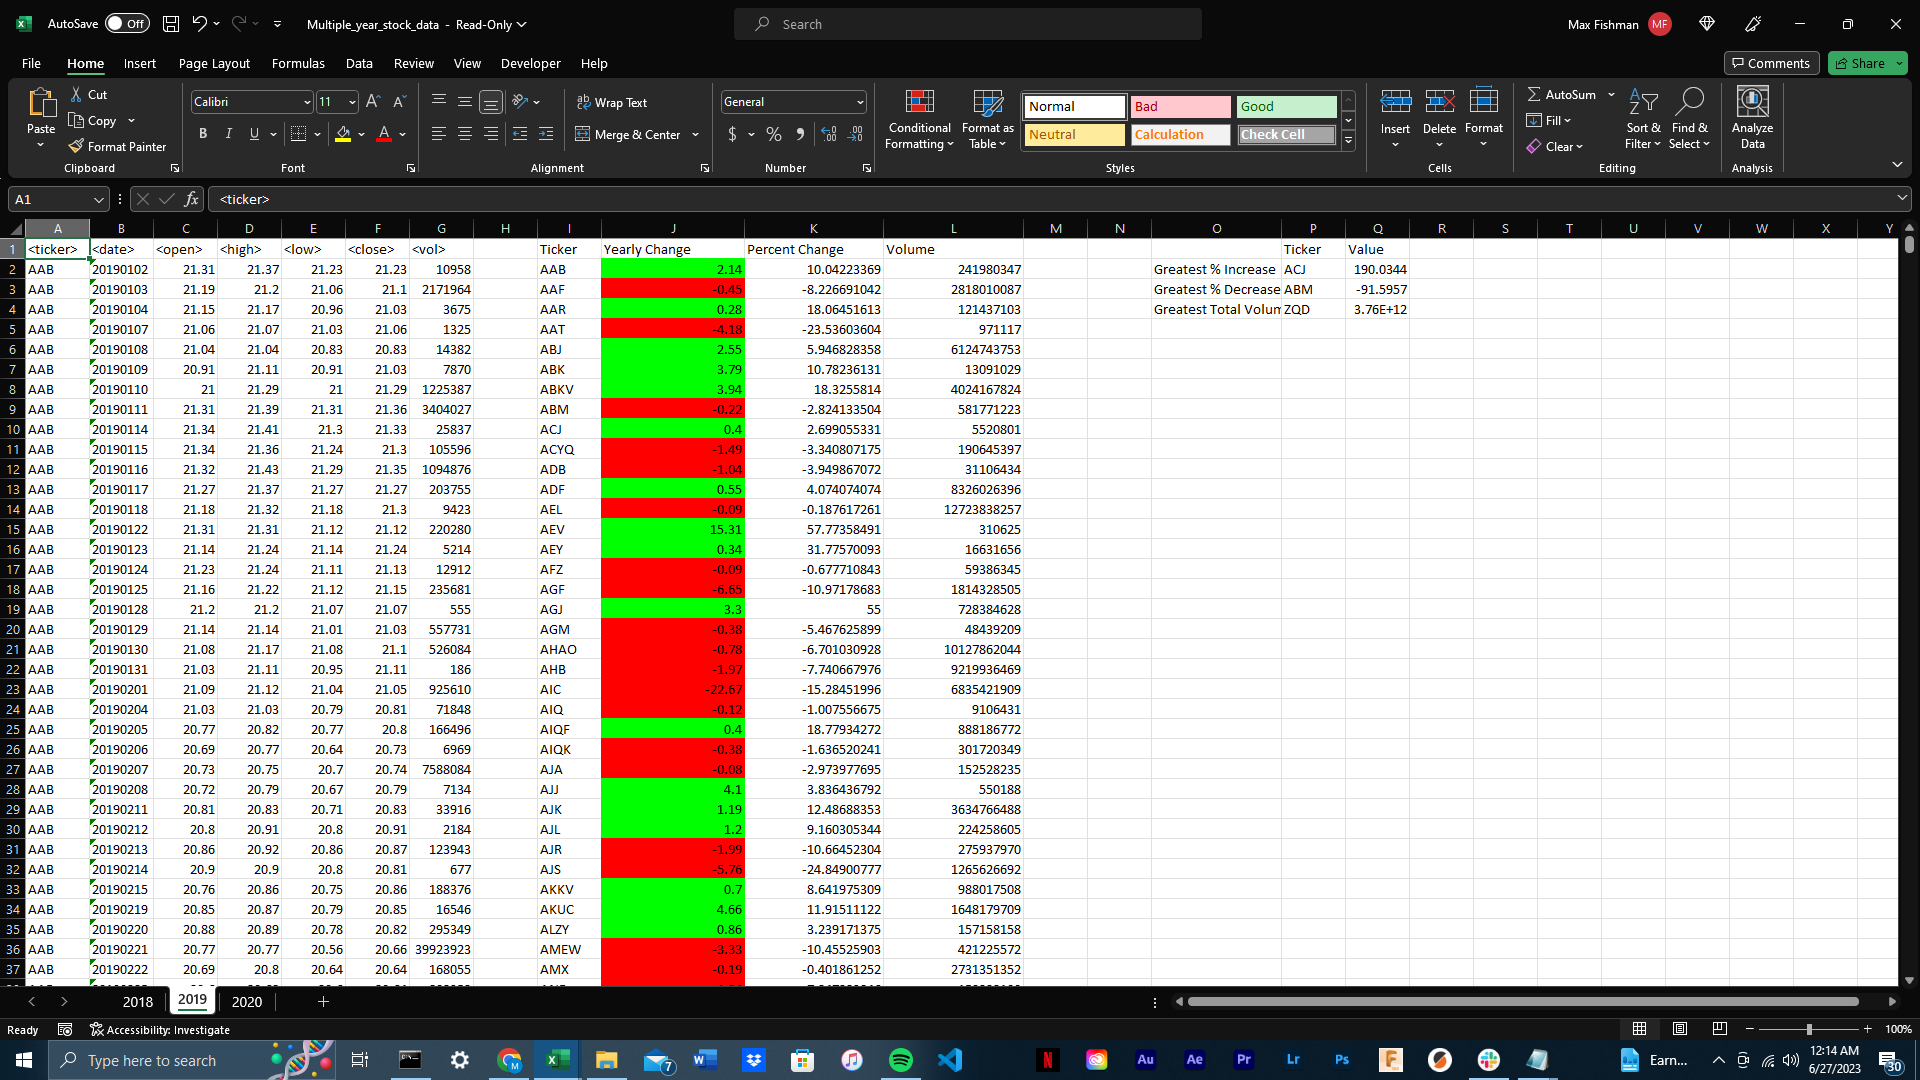 AutoSave Off Multiple_year_stock_data - Read-Only Search Max Fishman MF
File Home Insert Page Layout Formulas Data Review View Developer Help Comments Share
Paste Cut Copy Format Painter Clipboard
Calibri 11 B I U A Font
Wrap Text Merge & Center Alignment
General $ % Number
Conditional Formatting Format as Table Normal Bad Good Neutral Calculation Check Cell Styles
Insert Delete Format Cells
AutoSum Fill Clear Sort & Filter Find & Select Editing
Analyze Data Analysis
A1 fx <ticker>
A B C D E F G H I J K L M N O P Q R S T U V W X Y
1 <ticker> <date> <open> <high> <low> <close> <vol> Ticker Yearly Change Percent Change Volume Ticker Value
2 AAB 20190102 21.31 21.37 21.23 21.23 10958 AAB 2.14 10.04223369 241980347 Greatest % Increase ACJ 190.0344
3 AAB 20190103 21.19 21.2 21.06 21.1 2171964 AAF -0.45 -8.226691042 2818010087 Greatest % Decrease ABM -91.5957
4 AAB 20190104 21.15 21.17 20.96 21.03 3675 AAR 0.28 18.06451613 121437103 Greatest Total Volum ZQD 3.76E+12
5 AAB 20190107 21.06 21.07 21.03 21.06 1325 AAT -4.18 -23.53603604 971117
6 AAB 20190108 21.04 21.04 20.83 20.83 14382 ABJ 2.55 5.946828358 6124743753
7 AAB 20190109 20.91 21.11 20.91 21.03 7870 ABK 3.79 10.78236131 13091029
8 AAB 20190110 21 21.29 21 21.29 1225387 ABKV 3.94 18.3255814 4024167824
9 AAB 20190111 21.31 21.39 21.31 21.36 3404027 ABM -0.22 -2.824133504 581771223
10 AAB 20190114 21.34 21.41 21.3 21.33 25837 ACJ 0.4 2.699055331 5520801
11 AAB 20190115 21.34 21.36 21.24 21.3 105596 ACYQ -1.49 -3.340807175 190645397
12 AAB 20190116 21.32 21.43 21.29 21.35 1094876 ADB -1.04 -3.949867072 31106434
13 AAB 20190117 21.27 21.37 21.27 21.27 203755 ADF 0.55 4.074074074 8326026396
14 AAB 20190118 21.18 21.32 21.18 21.3 9423 AEL -0.09 -0.187617261 12723838257
15 AAB 20190122 21.31 21.31 21.12 21.12 220280 AEV 15.31 57.77358491 310625
16 AAB 20190123 21.14 21.24 21.14 21.24 5214 AEY 0.34 31.77570093 16631656
17 AAB 20190124 21.23 21.24 21.11 21.13 12912 AFZ -0.09 -0.677710843 59386345
18 AAB 20190125 21.16 21.22 21.12 21.15 235681 AGF -6.65 -10.97178683 1814328505
19 AAB 20190128 21.2 21.2 21.07 21.07 555 AGJ 3.3 55 728384628
20 AAB 20190129 21.14 21.14 21.01 21.03 557731 AGM -0.38 -5.467625899 48439209
21 AAB 20190130 21.08 21.17 21.08 21.1 526084 AHAO -0.78 -6.701030928 10127862044
22 AAB 20190131 21.03 21.11 20.95 21.11 186 AHB -1.97 -7.740667976 9219936469
23 AAB 20190201 21.09 21.12 21.04 21.05 925610 AIC -22.67 -15.28451996 6835421909
24 AAB 20190204 21.03 21.03 20.79 20.81 71848 AIQ -0.12 -1.007556675 9106431
25 AAB 20190205 20.77 20.82 20.77 20.8 166496 AIQF 0.4 18.77934272 888186772
26 AAB 20190206 20.69 20.77 20.64 20.73 6969 AIQK -0.38 -1.636520241 301720349
27 AAB 20190207 20.73 20.75 20.7 20.74 7588084 AJA -0.08 -2.973977695 152528235
28 AAB 20190208 20.72 20.79 20.67 20.79 7134 AJJ 4.1 3.836436792 550188
29 AAB 20190211 20.81 20.83 20.71 20.83 33916 AJK 1.19 12.48688353 3634766488
30 AAB 20190212 20.8 20.91 20.8 20.91 2184 AJL 1.2 9.160305344 224258605
31 AAB 20190213 20.86 20.92 20.86 20.87 123943 AJR -1.99 -10.66452304 275937970
32 AAB 20190214 20.9 20.9 20.8 20.81 677 AJS -5.76 -24.84900777 1265626692
33 AAB 20190215 20.76 20.86 20.75 20.86 188376 AKKV 0.7 8.641975309 988017508
34 AAB 20190219 20.85 20.87 20.79 20.85 16546 AKUC 4.66 11.91511122 1648179709
35 AAB 20190220 20.88 20.89 20.78 20.82 295349 ALZY 0.86 3.239171375 157158158
36 AAB 20190221 20.77 20.77 20.56 20.66 39923923 AMEW -3.33 -10.45525903 421225572
37 AAB 20190222 20.69 20.8 20.64 20.64 168055 AMX -0.19 -0.401861252 2731351352
2018 2019 2020
Ready Accessibility: Investigate 100%
Type here to search 7 Au Ae Pr Lr Ps Earn... 12:14 AM
6/27/2023 30